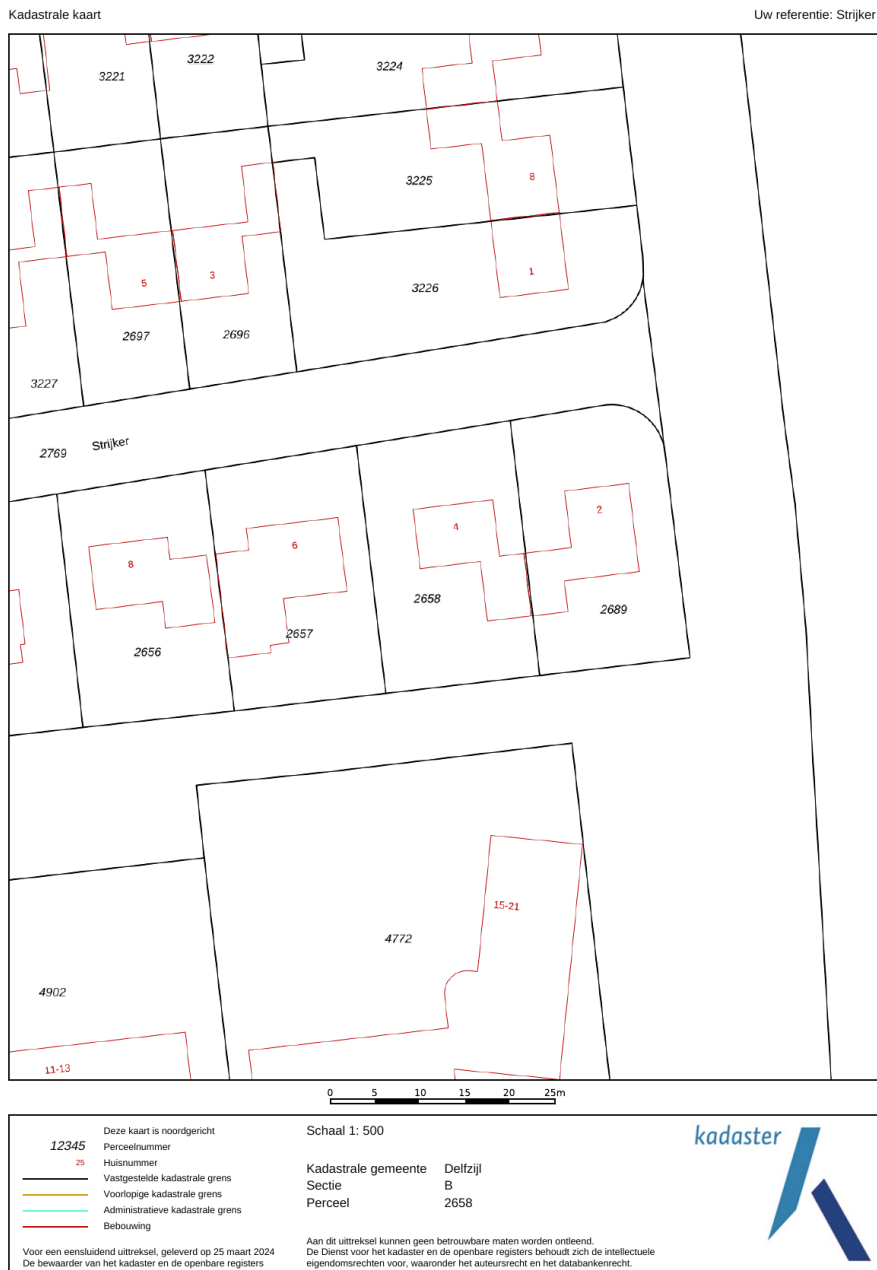 Kadastrale kaart
Uw referentie: Strijker
3221
3222
3224
3225
8
3226
1
5
3
2697
2696
3227
2769
Strijker
8
6
4
2
2656
2657
2658
2689
15-21
4772
4902
11-13
0 5 10 15 20 25m
Deze kaart is noordgericht
12345 Perceelnummer
25 Huisnummer
Vastgestelde kadastrale grens
Voorlopige kadastrale grens
Administratieve kadastrale grens
Bebouwing
Voor een eensluidend uittreksel, geleverd op 25 maart 2024
De bewaarder van het kadaster en de openbare registers
Schaal 1: 500
Kadastrale gemeente Delfzijl
Sectie B
Perceel 2658
Aan dit uittreksel kunnen geen betrouwbare maten worden ontleend.
De Dienst voor het kadaster en de openbare registers behoudt zich de intellectuele
eigendomsrechten voor, waaronder het auteursrecht en het databankenrecht.
kadaster